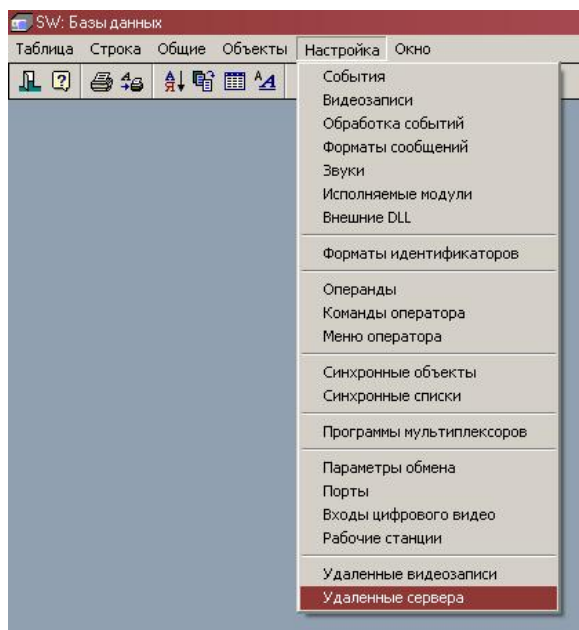 SW: Базы данных
Таблица Строка Общие Объекты Настройка Окно
События
Видеозаписи
Обработка событий
Форматы сообщений
Звуки
Исполняемые модули
Внешние DLL
Форматы идентификаторов
Операнды
Команды оператора
Меню оператора
Синхронные объекты
Синхронные списки
Программы мультиплексоров
Параметры обмена
Порты
Входы цифрового видео
Рабочие станции
Удаленные видеозаписи
Удаленные сервера